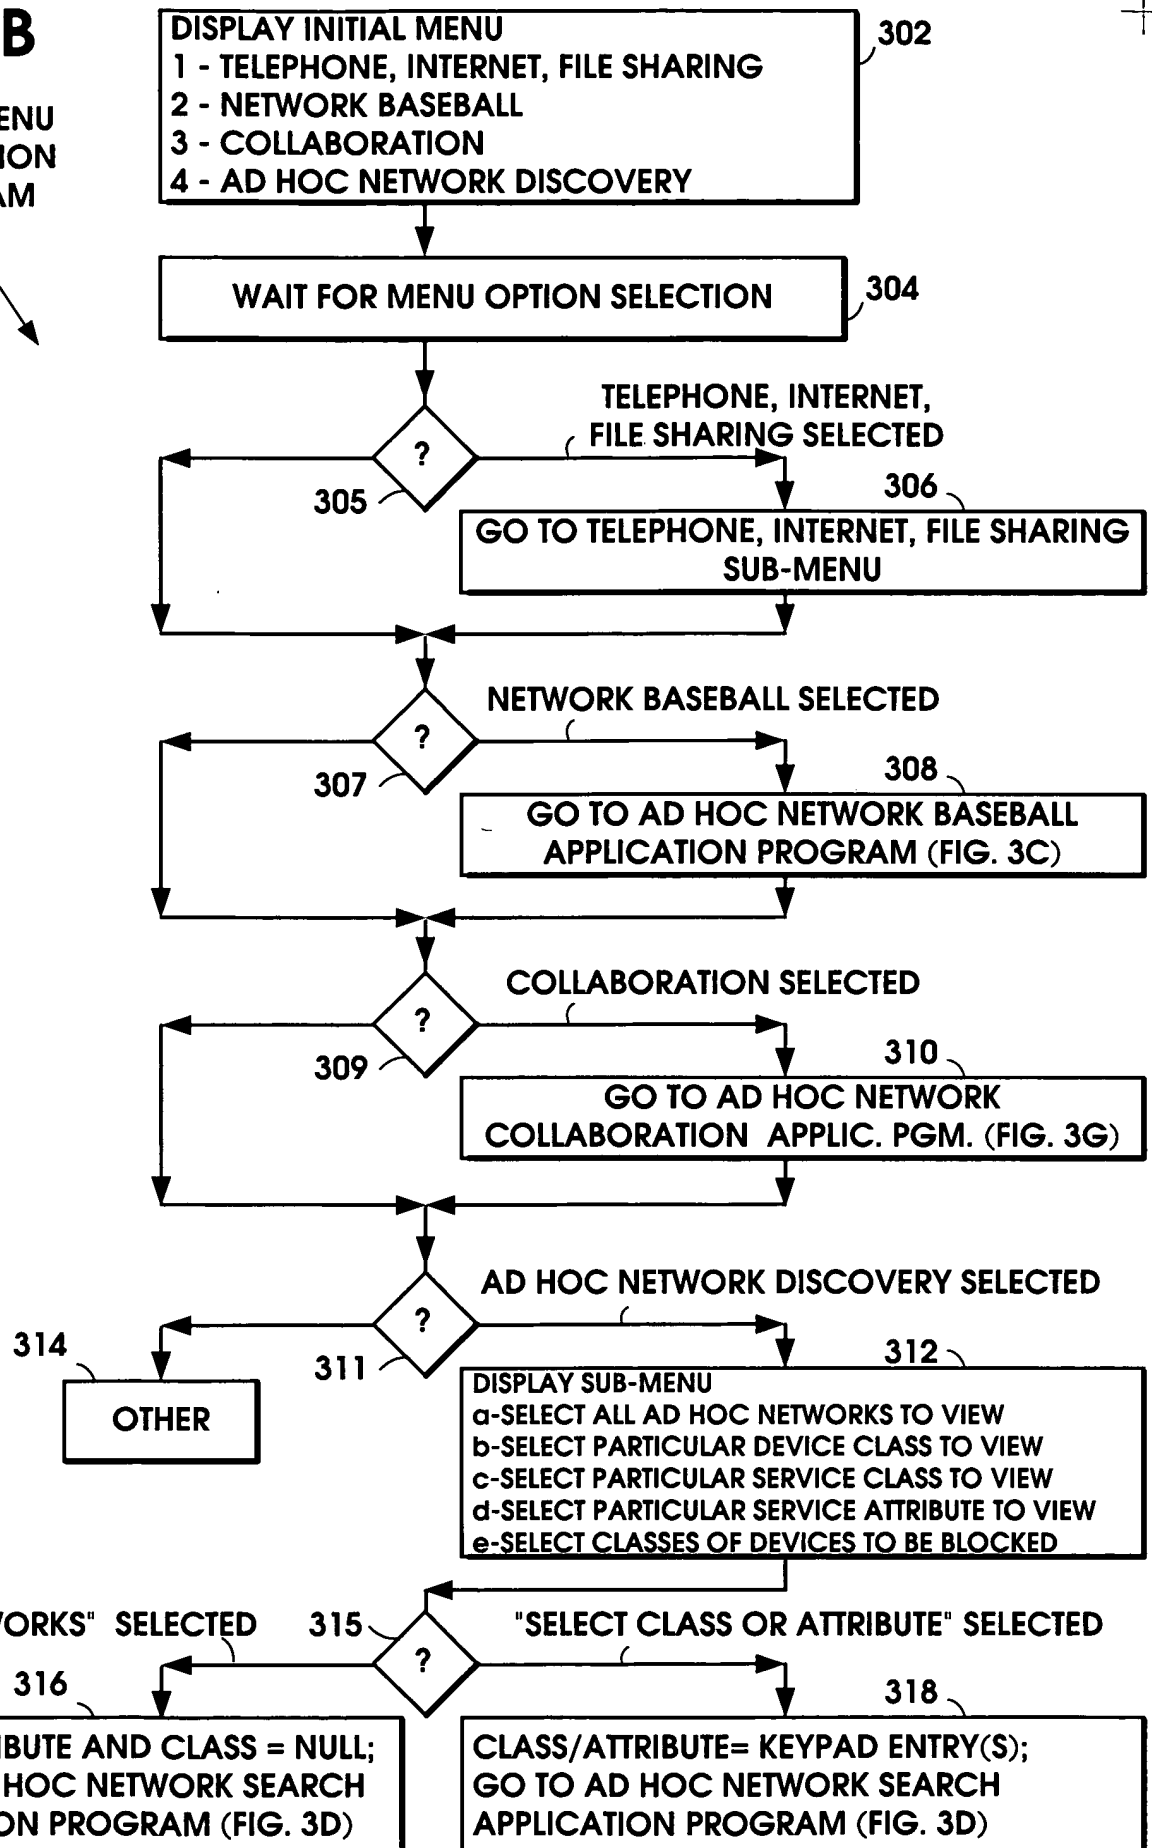 B
DISPLAY INITIAL MENU
1 - TELEPHONE, INTERNET, FILE SHARING
2 - NETWORK BASEBALL
3 - COLLABORATION
4 - AD HOC NETWORK DISCOVERY
302
WAIT FOR MENU OPTION SELECTION
304
TELEPHONE, INTERNET,
FILE SHARING SELECTED
?
305
306
GO TO TELEPHONE, INTERNET, FILE SHARING
SUB-MENU
NETWORK BASEBALL SELECTED
?
307
308
GO TO AD HOC NETWORK BASEBALL
APPLICATION PROGRAM (FIG. 3C)
COLLABORATION SELECTED
?
309
310
GO TO AD HOC NETWORK
COLLABORATION APPLIC. PGM. (FIG. 3G)
AD HOC NETWORK DISCOVERY SELECTED
?
311
314
OTHER
312
DISPLAY SUB-MENU
a-SELECT ALL AD HOC NETWORKS TO VIEW
b-SELECT PARTICULAR DEVICE CLASS TO VIEW
c-SELECT PARTICULAR SERVICE CLASS TO VIEW
d-SELECT PARTICULAR SERVICE ATTRIBUTE TO VIEW
e-SELECT CLASSES OF DEVICES TO BE BLOCKED
SELECTED
315
"SELECT CLASS OR ATTRIBUTE" SELECTED
?
316
AND CLASS = NULL;
HOC NETWORK SEARCH
PROGRAM (FIG. 3D)
318
CLASS/ATTRIBUTE= KEYPAD ENTRY(S);
GO TO AD HOC NETWORK SEARCH
APPLICATION PROGRAM (FIG. 3D)